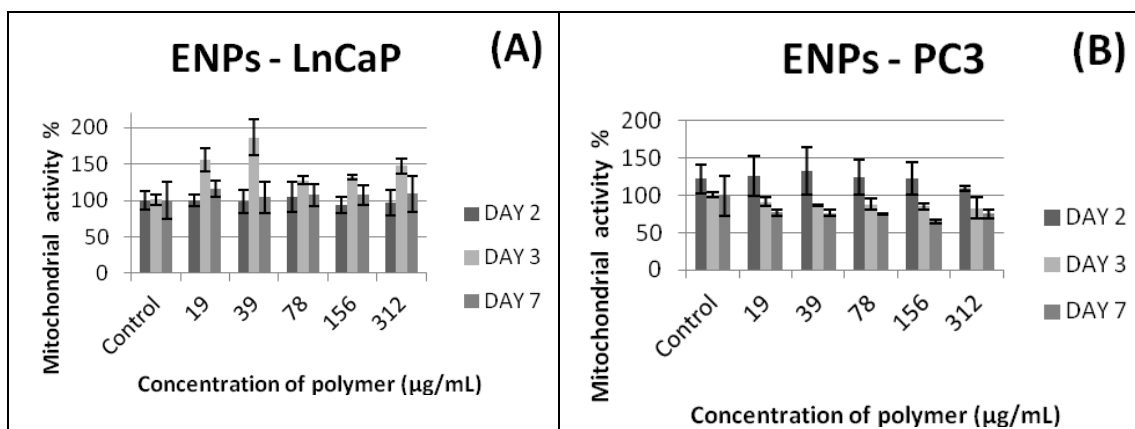 ENPs - LnCaP
(A)
Mitochondrial activity %
200
150
100
50
0
Control
19
39
78
156
312
DAY 2
DAY 3
DAY 7
Concentration of polymer (µg/mL)
ENPs - PC3
(B)
Mitochondrial activity %
200
150
100
50
0
Control
19
39
78
156
312
DAY 2
DAY 3
DAY 7
Concentration of polymer (µg/mL)